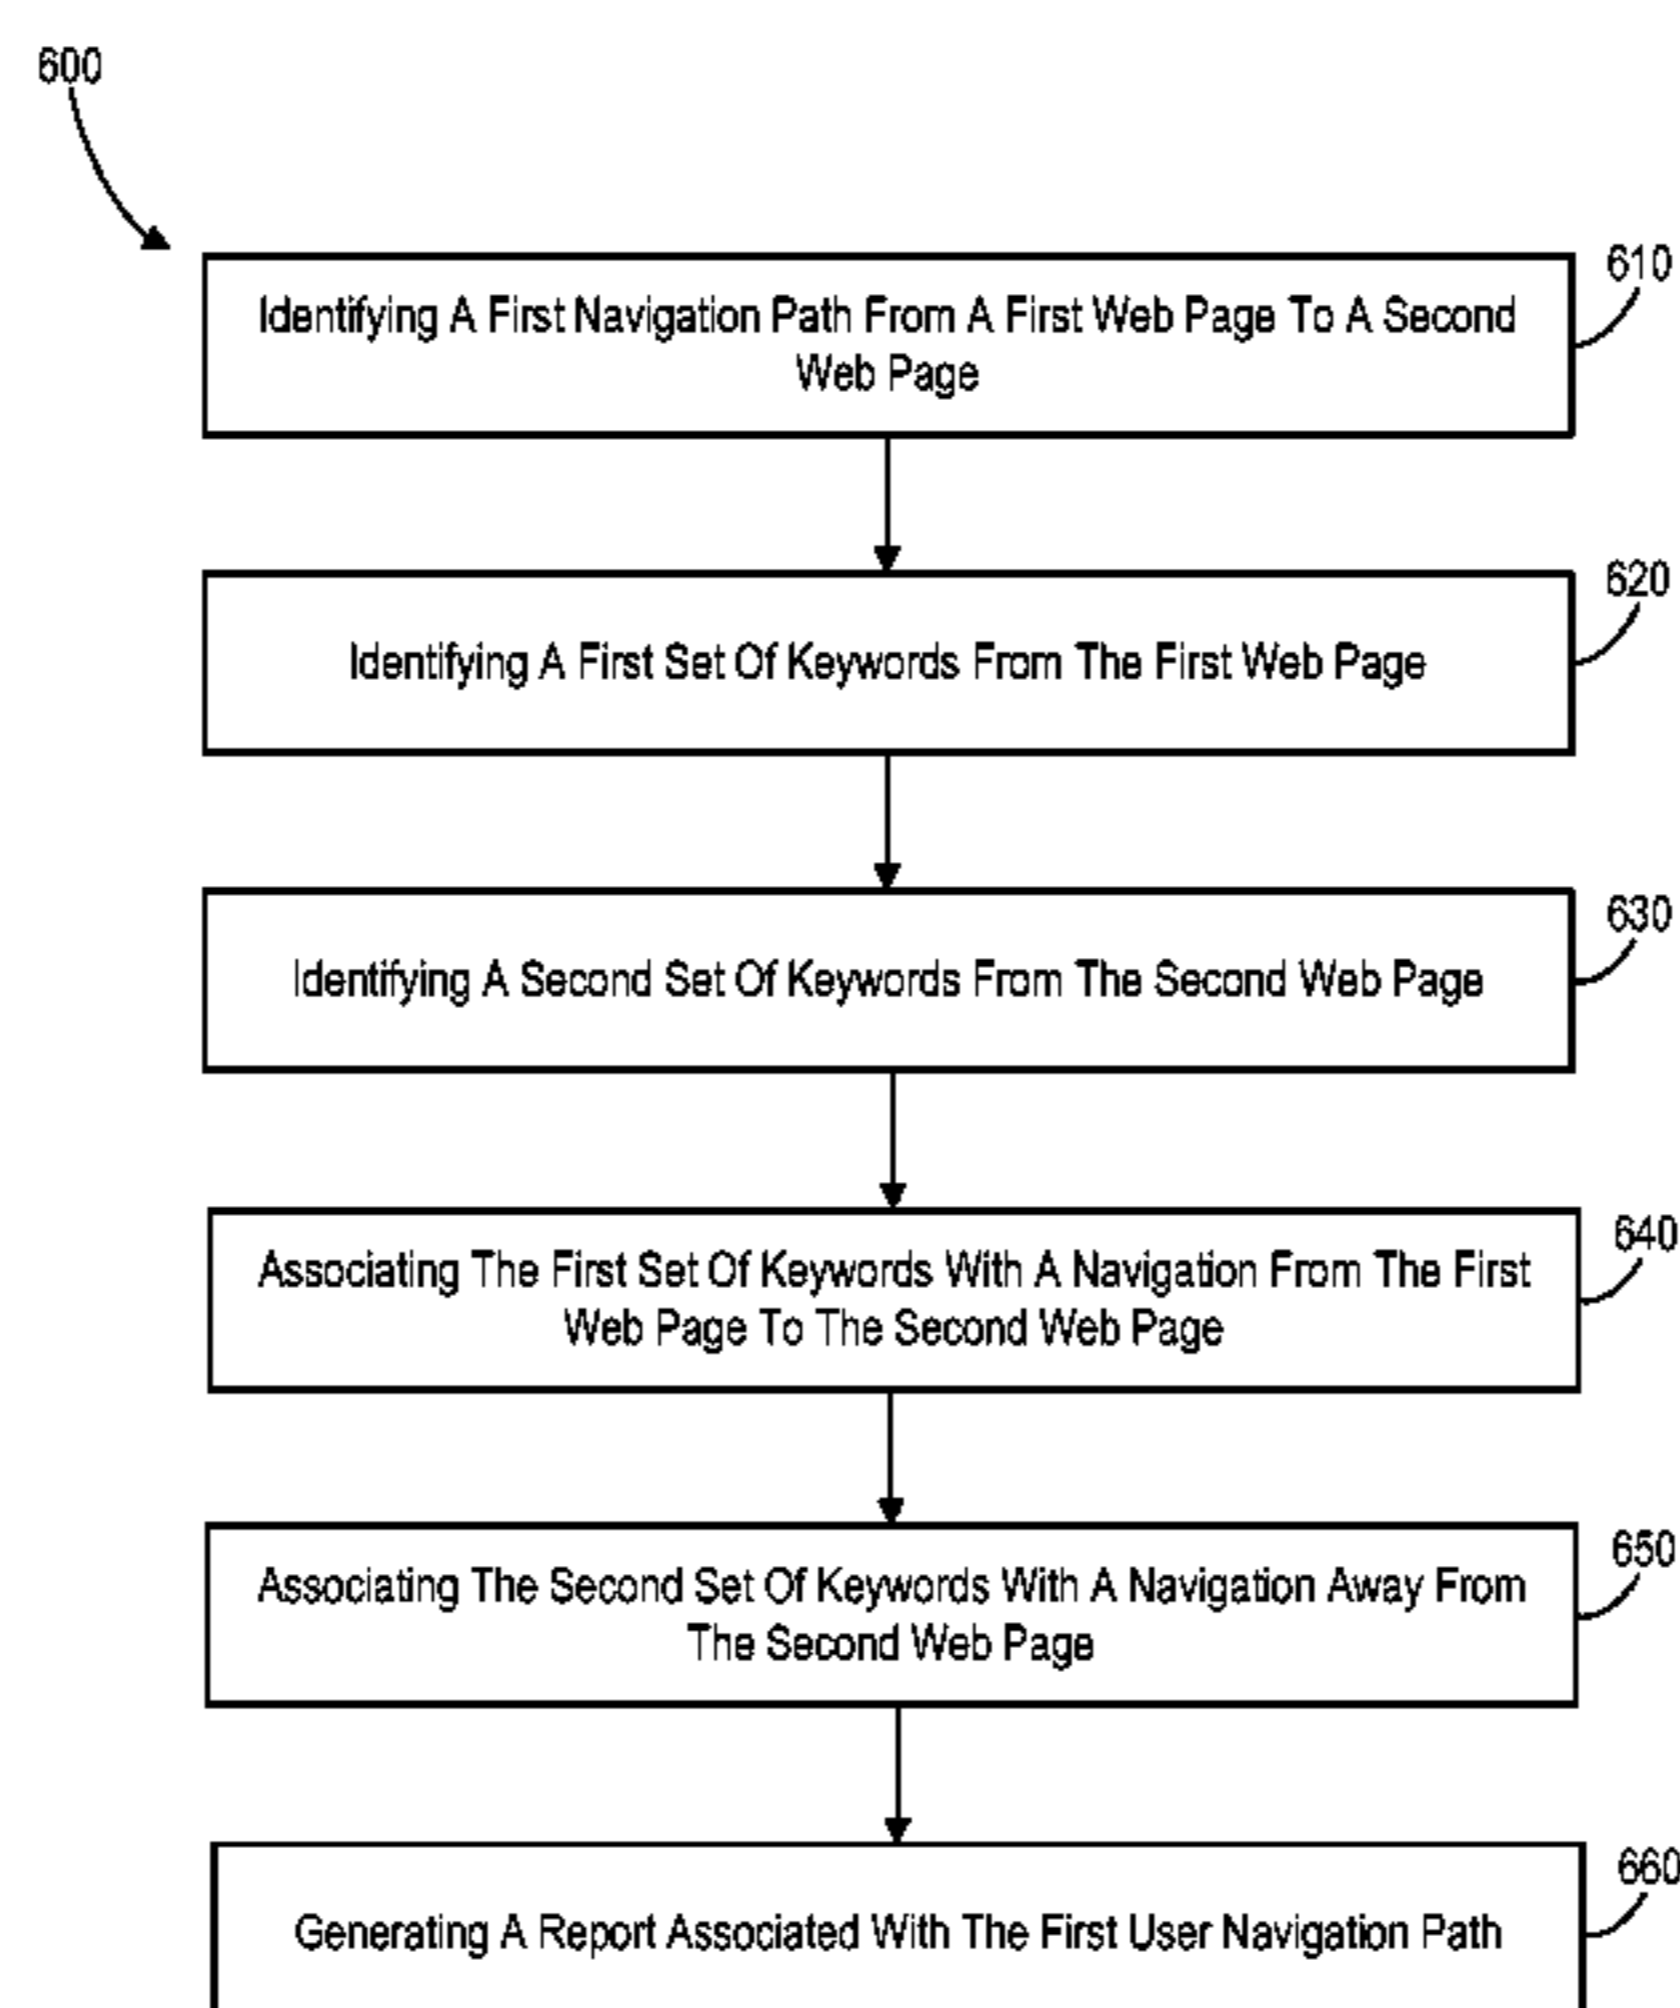 600
610
Identifying A First Navigation Path From A First Web Page To A Second
Web Page
620
Identifying A First Set Of Keywords From The First Web Page
630
Identifying A Second Set Of Keywords From The Second Web Page
640
Associating The First Set Of Keywords With A Navigation From The First
Web Page To The Second Web Page
650
Associating The Second Set Of Keywords With A Navigation Away From
The Second Web Page
660
Generating A Report Associated With The First User Navigation Path